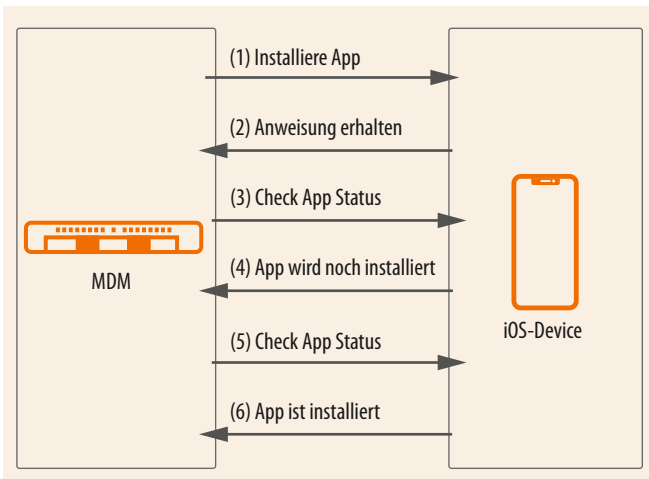 (1) Installiere App
(2) Anweisung erhalten
(3) Check App Status
MDM
(4) App wird noch installiert
iOS-Device
(5) Check App Status
(6) App ist installiert